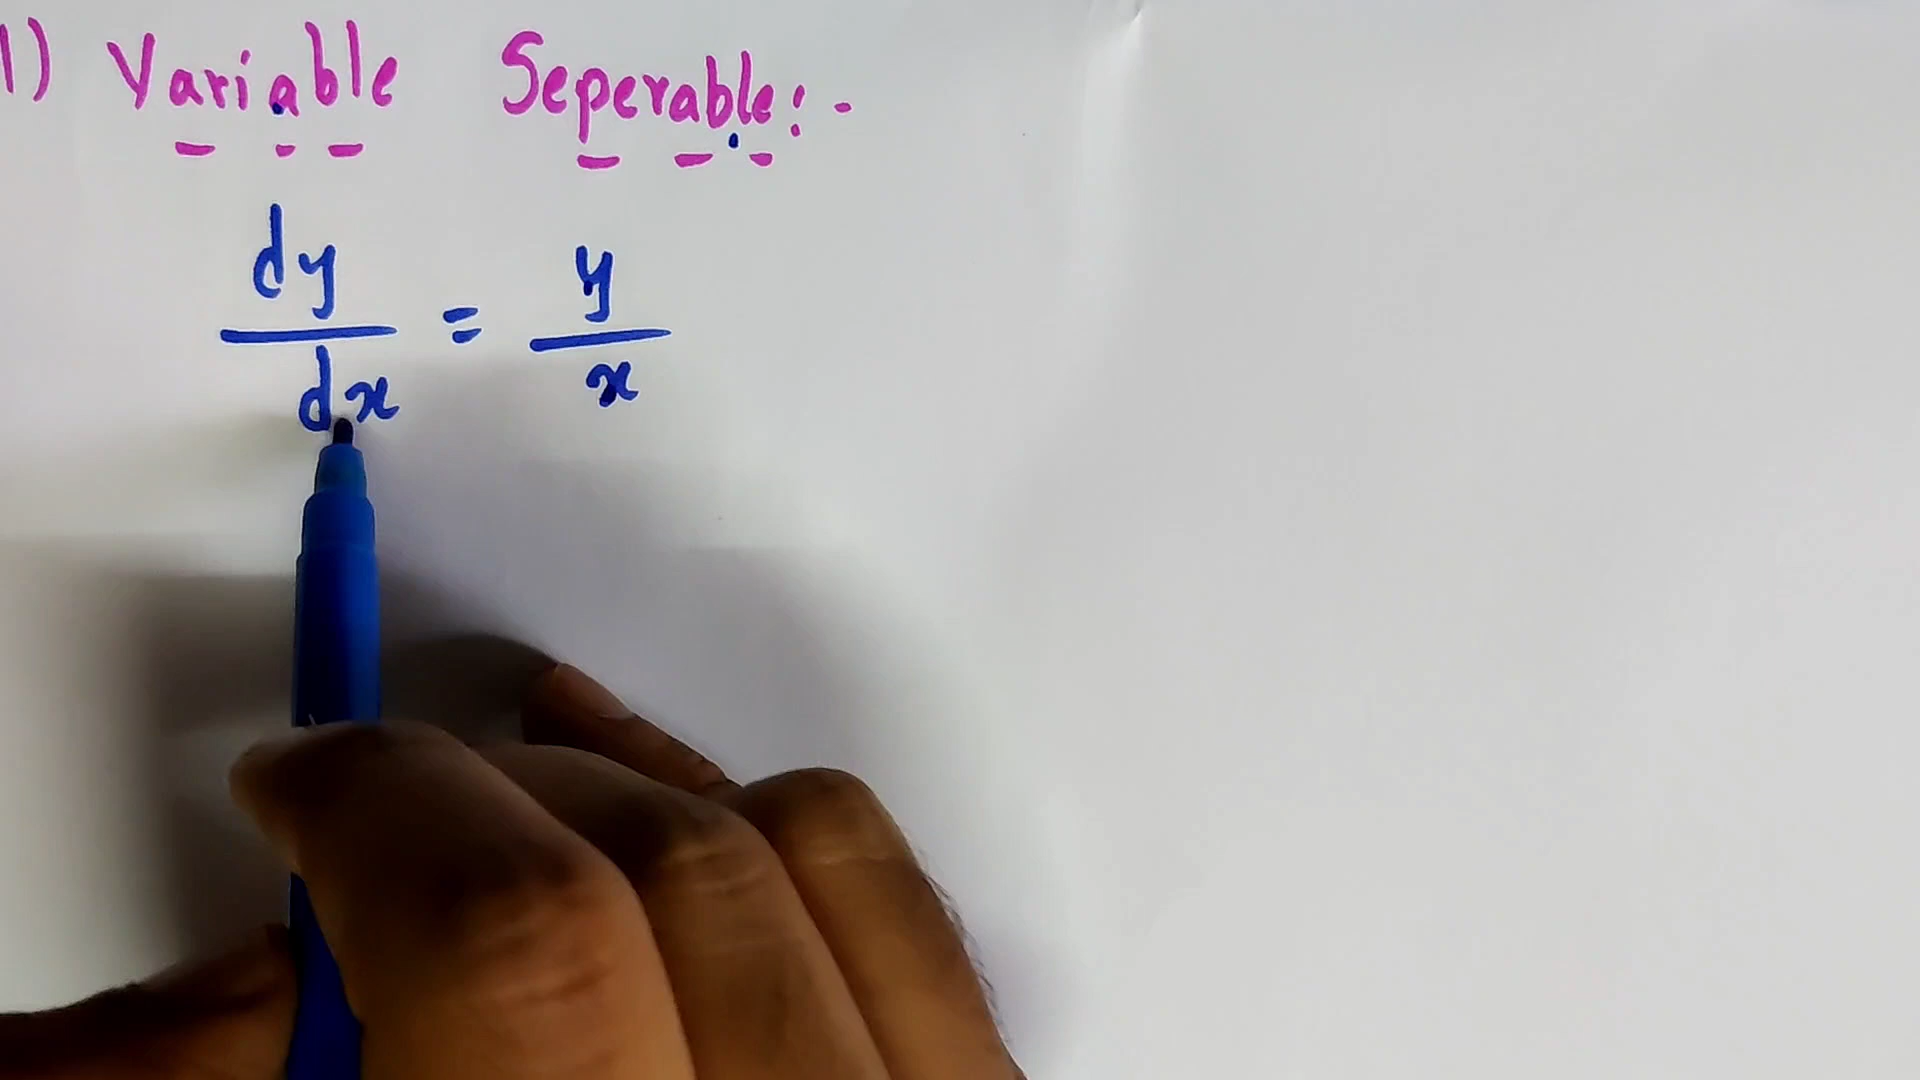 1) Variable Seperable:-
dy/dx = y/x